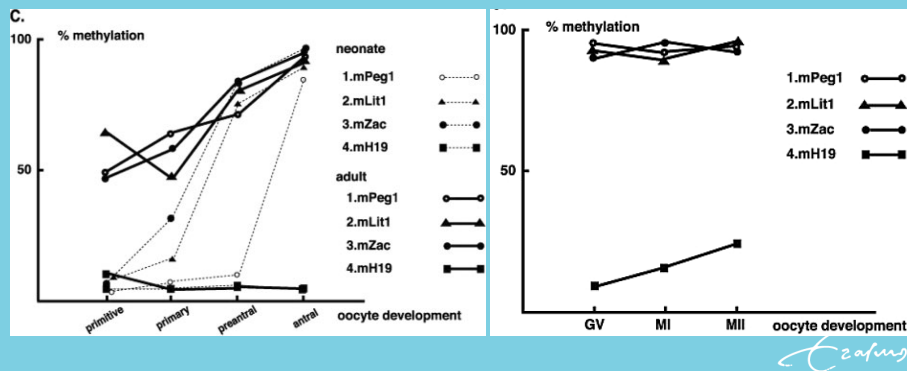 C.
% methylation
100
50
neonate
1.mPeg1
2.mLit1
3.mZac
4.mH19
adult
1.mPeg1
2.mLit1
3.mZac
4.mH19
primitive
primary
preantral
antral
oocyte development
% methylation
100
50
1.mPeg1
2.mLit1
3.mZac
4.mH19
GV
MI
MII
oocyte development